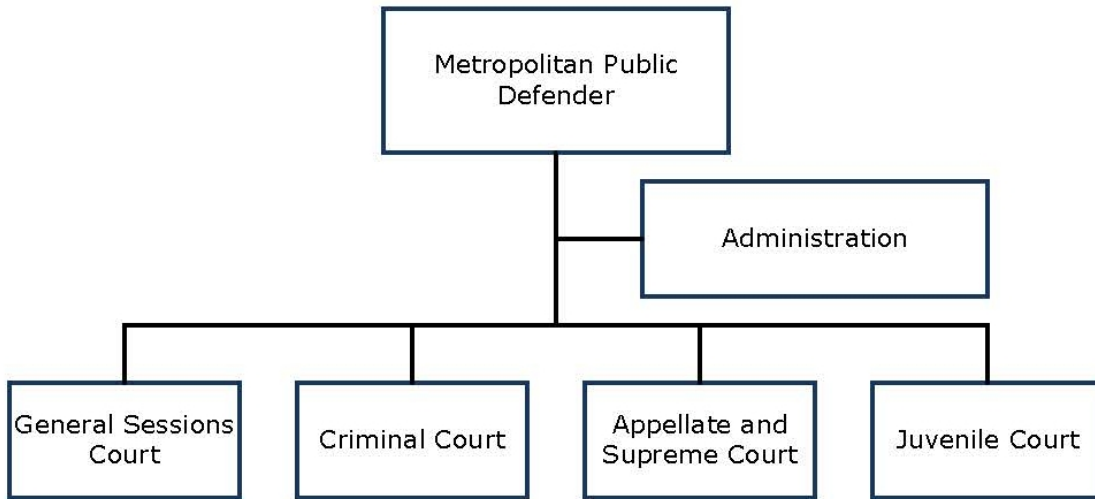 Metropolitan Public
Defender
Administration
General Sessions
Court
Criminal Court
Appellate and
Supreme Court
Juvenile Court